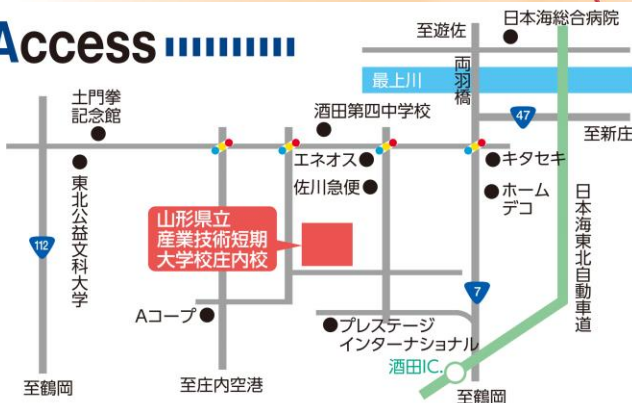 Access
至遊佐
日本海総合病院
両羽橋
最上川
土門拳
記念館
酒田第四中学校
47
至新庄
エネオス
キタセキ
佐川急便
ホーム
デコ
東北公益文科大学
112
山形県立
産業技術短期
大学校庄内校
日本海東北自動車道
7
Aコープ
プレステージ
インターナショナル
酒田IC.
至鶴岡
至庄内空港
至鶴岡